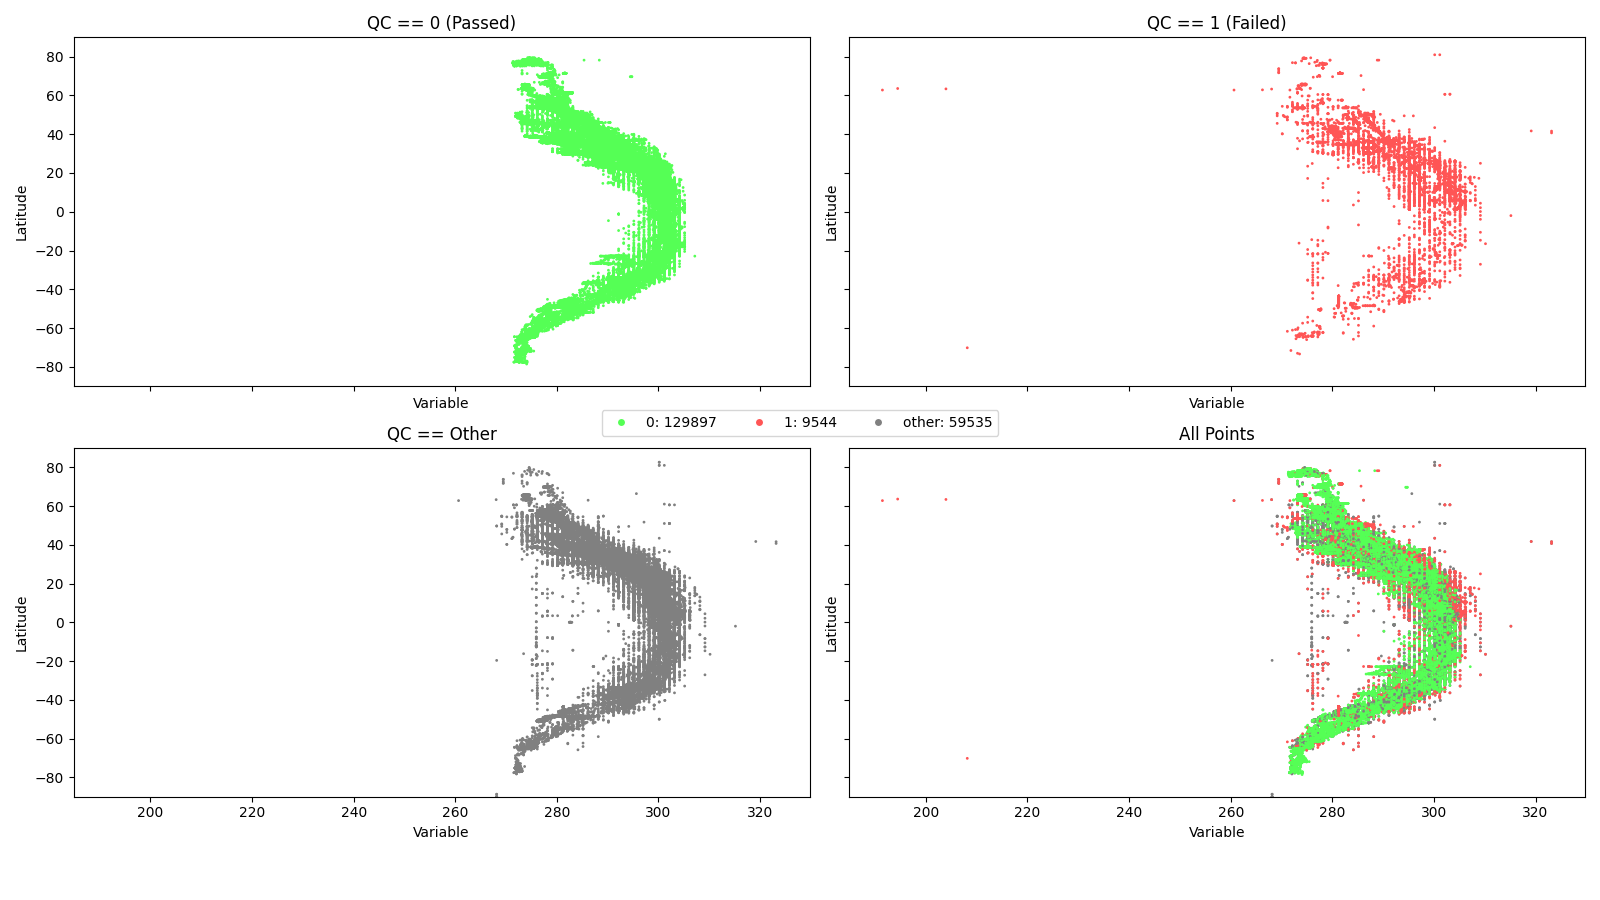 QC == 0 (Passed)
QC == 1 (Failed)
80
60
40
20
0
−20
−40
−60
−80
Latitude
Latitude
Variable
Variable
0: 129897
1: 9544
other: 59535
QC == Other
All Points
80
60
40
20
0
−20
−40
−60
−80
Latitude
Latitude
200
220
240
260
280
300
320
200
220
240
260
280
300
320
Variable
Variable